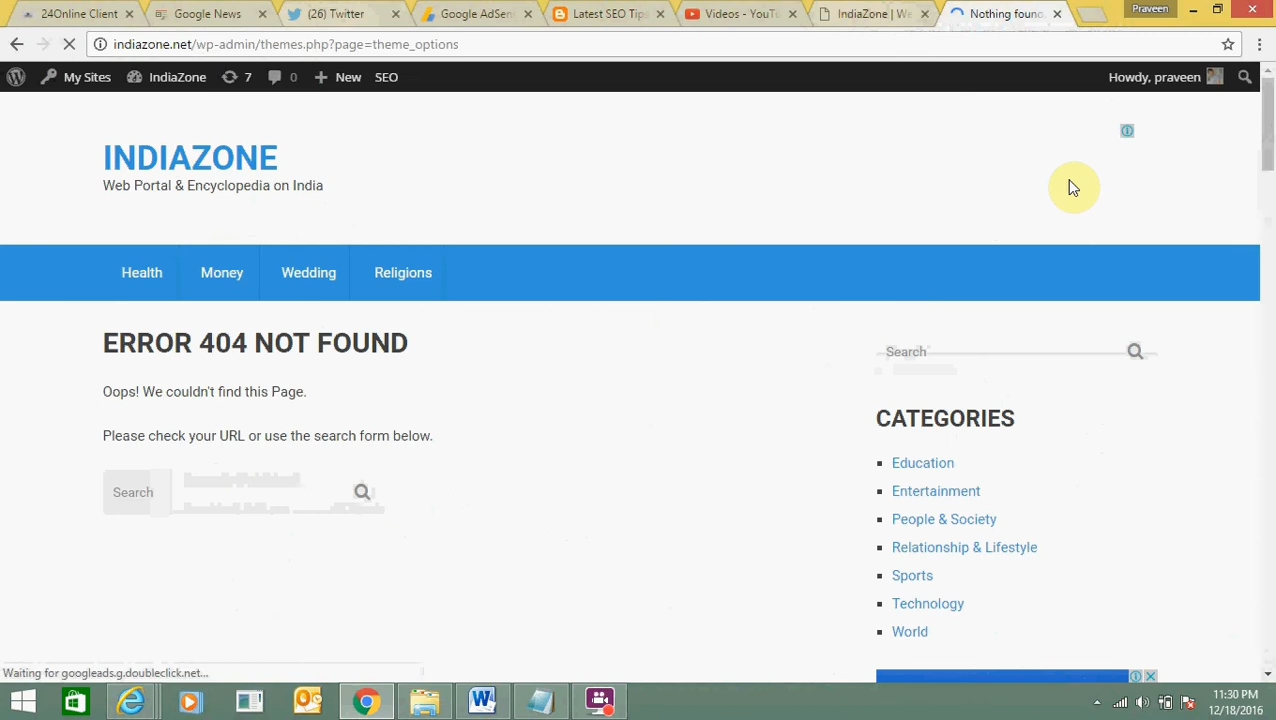 24Online Client
Google News
(26) Twitter
Google AdSen
Latest SEO Tips
Videos - YouTu
IndiaZone | We
Nothing found
Praveen
indiazone.net/wp-admin/themes.php?page=theme_options
My Sites IndiaZone 7 0 New SEO
Howdy, praveen
INDIAZONE
Web Portal & Encyclopedia on India
Health Money Wedding Religions
ERROR 404 NOT FOUND
Oops! We couldn't find this Page.
Please check your URL or use the search form below.
Search
Search
CATEGORIES
Education
Entertainment
People & Society
Relationship & Lifestyle
Sports
Technology
World
Waiting for googleads.g.doubleclick.net...
11:30 PM
12/18/2016